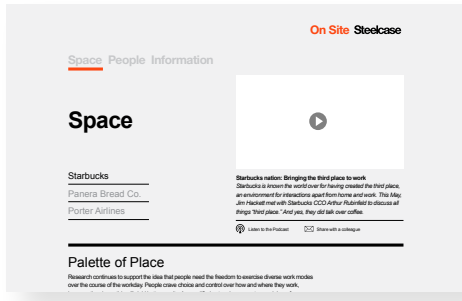 On Site Steelcase
Space People Information
Space
Starbucks
Panera Bread Co.
Porter Airlines
Starbucks nation: Bringing the third place to work
Starbucks is known the world over for having created the third place,
an environment for interactions apart from home and work. This May,
Jim Hackett met with Starbucks CCO Arthur Rubinfeld to discuss all
things "third place." And yes, they did talk over coffee.
Listen to the Podcast Share with a colleague
Palette of Place
Research continues to support the idea that people need the freedom to exercise diverse work modes
over the course of the workday. People crave choice and control over how and where they work,